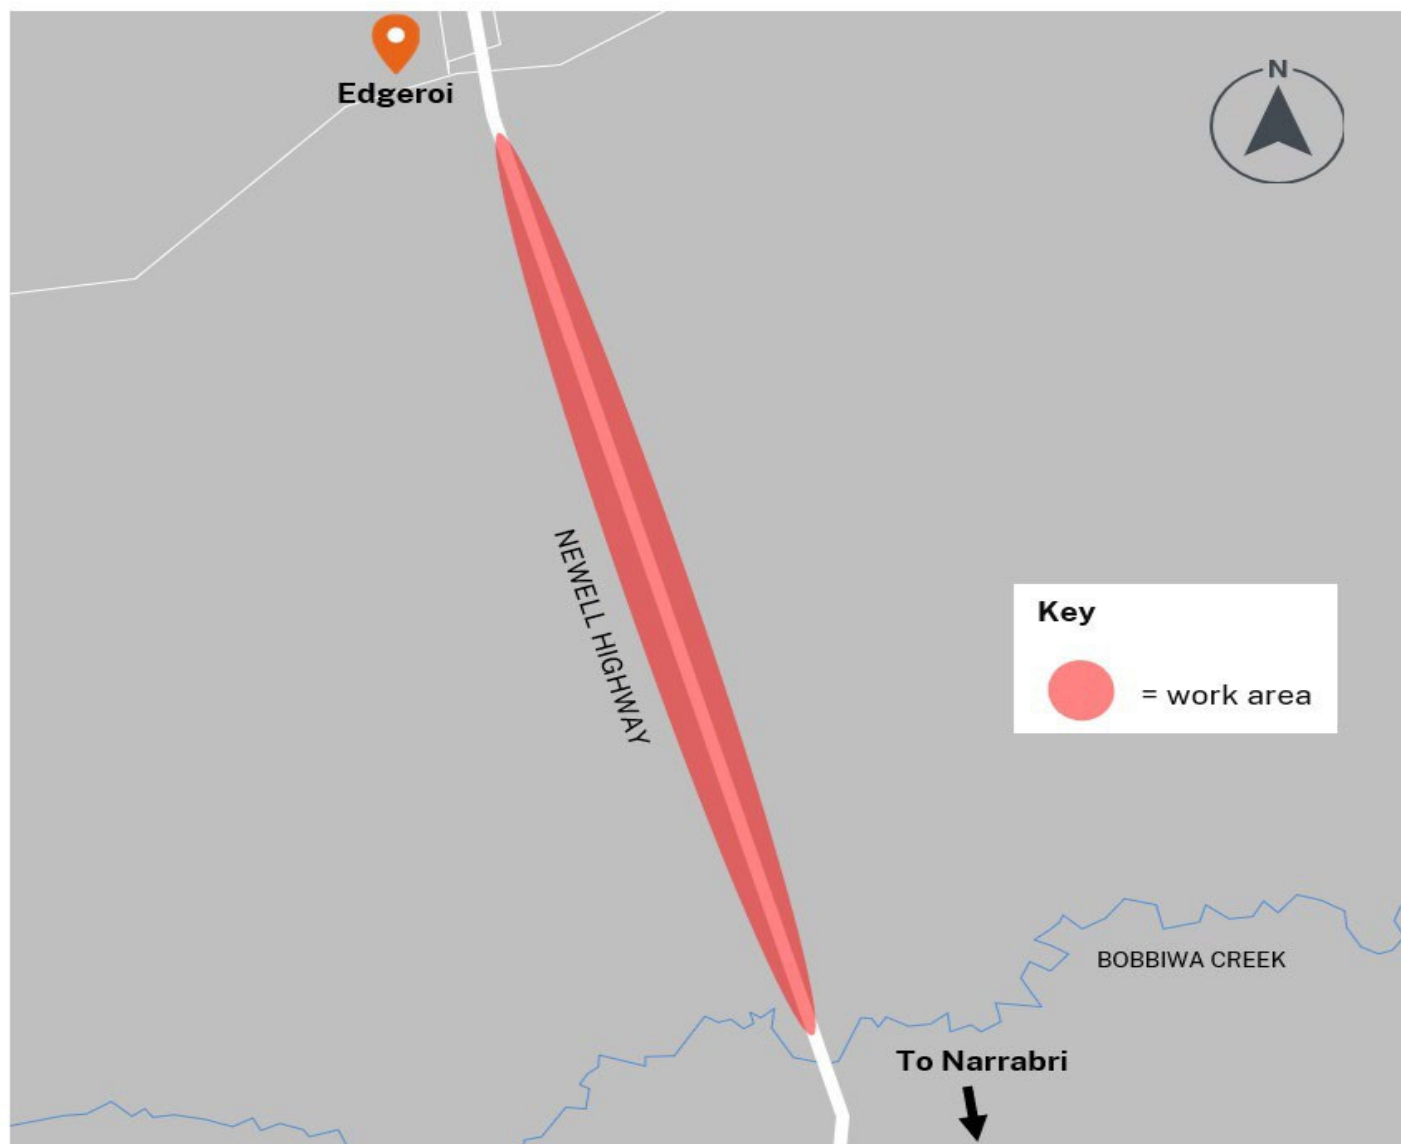 N
Edgeroi
NEWELL HIGHWAY
Key
= work area
BOBBIWA CREEK
To Narrabri